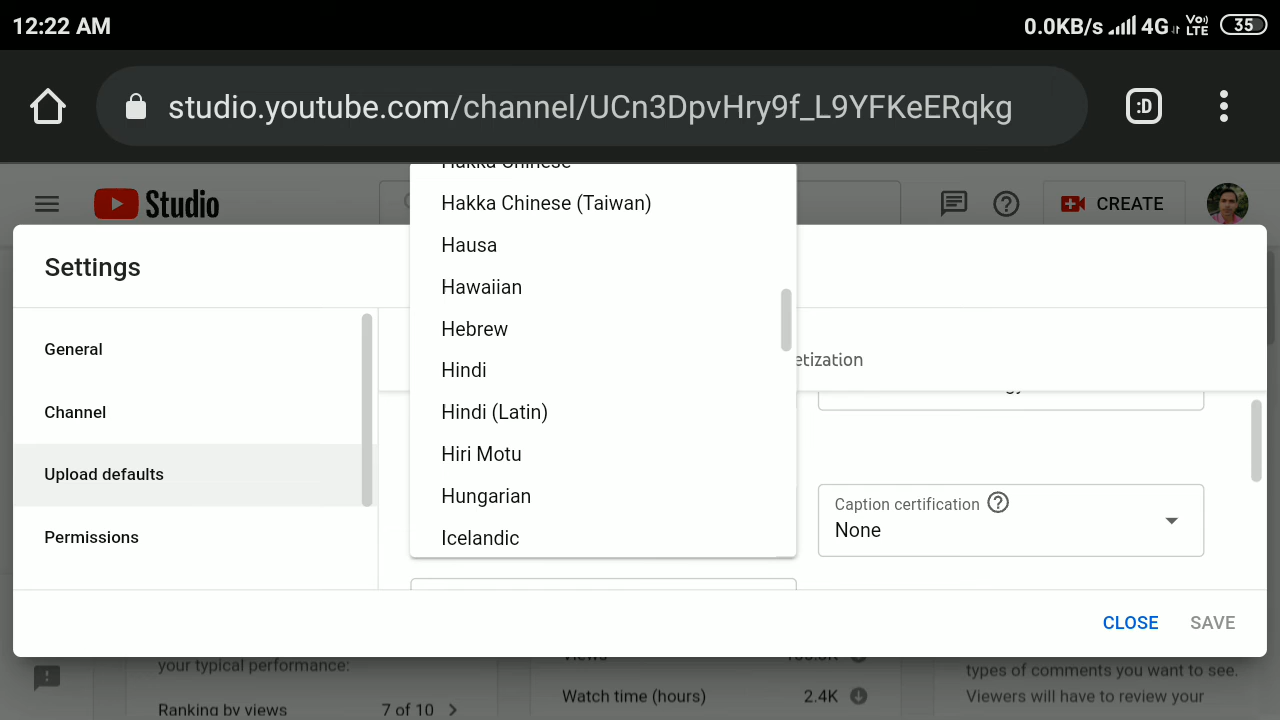 12:22 AM
0.0KB/s 4G Vo) LTE 35
studio.youtube.com/channel/UCn3DpvHry9f_L9YFKeERqkg
:D
Studio
CREATE
Settings
General
Channel
Upload defaults
Permissions
Hakka Chinese
Hakka Chinese (Taiwan)
Hausa
Hawaiian
Hebrew
Hindi
Hindi (Latin)
Hiri Motu
Hungarian
Icelandic
etization
Caption certification ?
None
CLOSE
SAVE
your typical performance:
Ranking by views 7 of 10
Views
Watch time (hours) 2.4K
types of comments you want to see.
Viewers will have to review your